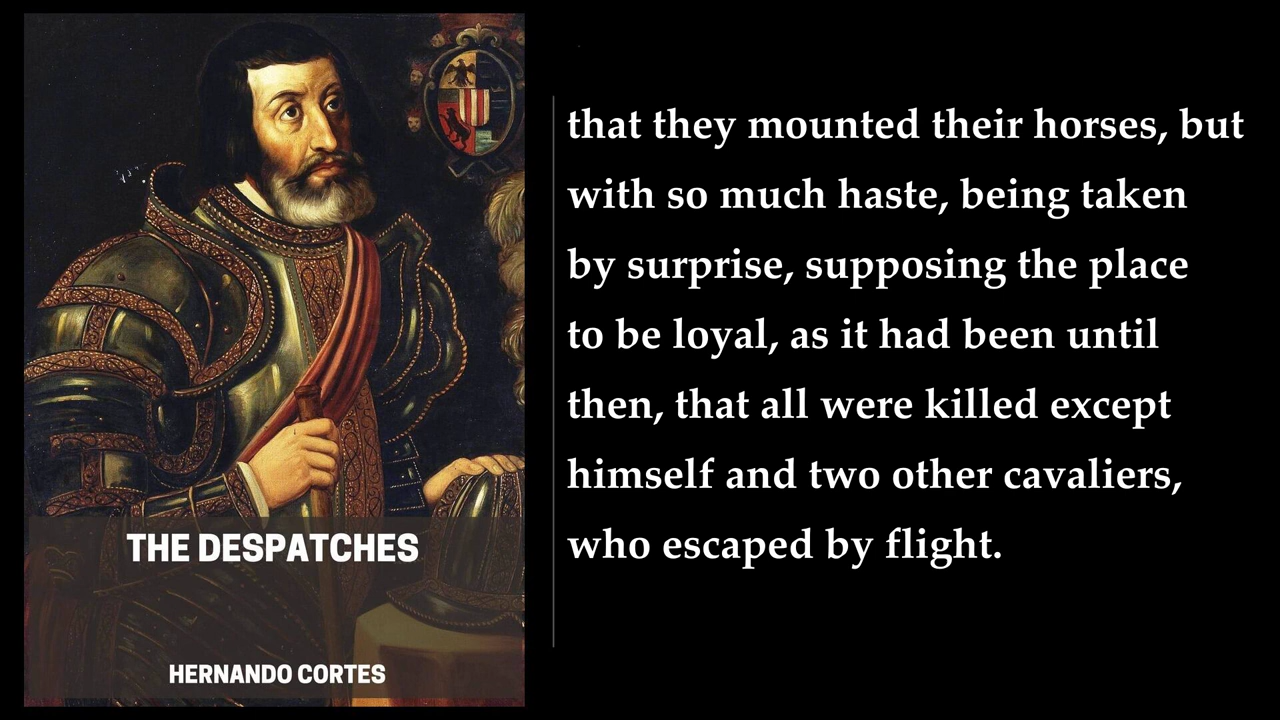 THE DESPATCHES
HERNANDO CORTES
that they mounted their horses, but
with so much haste, being taken
by surprise, supposing the place
to be loyal, as it had been until
then, that all were killed except
himself and two other cavaliers,
who escaped by flight.